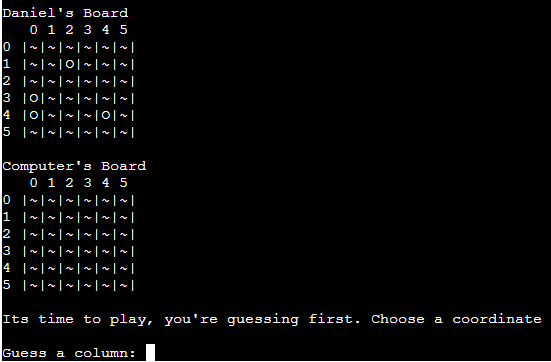 Daniel's Board
   0 1 2 3 4 5
0 |~|~|~|~|~|~|
1 |~|~|O|~|~|~|
2 |~|~|~|~|~|~|
3 |O|~|~|~|~|~|
4 |O|~|~|~|O|~|
5 |~|~|~|~|~|~|
Computer's Board
   0 1 2 3 4 5
0 |~|~|~|~|~|~|
1 |~|~|~|~|~|~|
2 |~|~|~|~|~|~|
3 |~|~|~|~|~|~|
4 |~|~|~|~|~|~|
5 |~|~|~|~|~|~|
Its time to play, you're guessing first. Choose a coordinate
Guess a column: